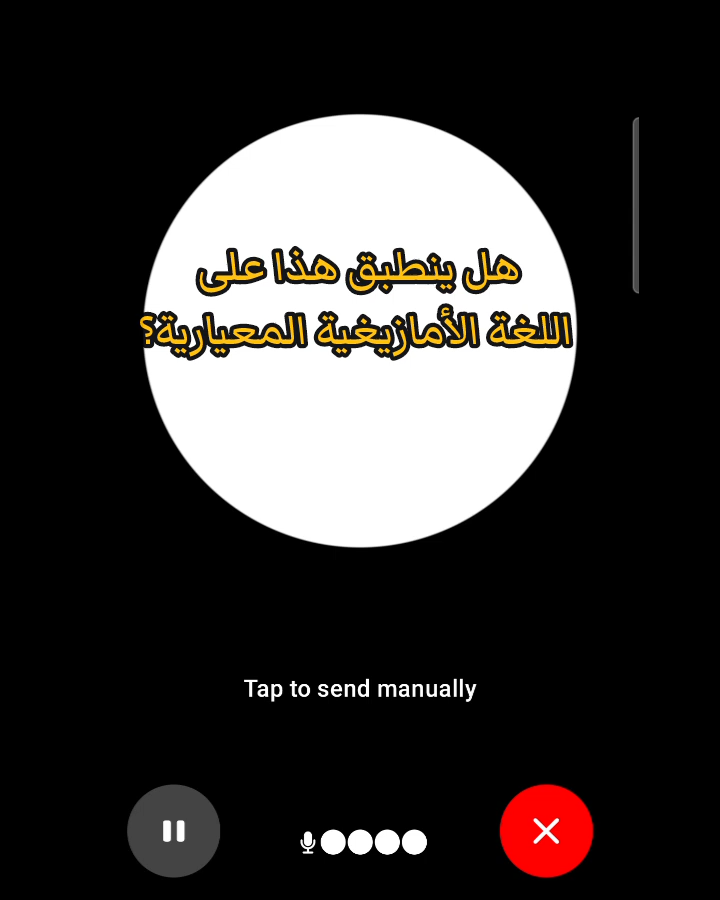 هل ينطبق هذا على
اللغة الأمازيغية المعيارية؟
Tap to send manually